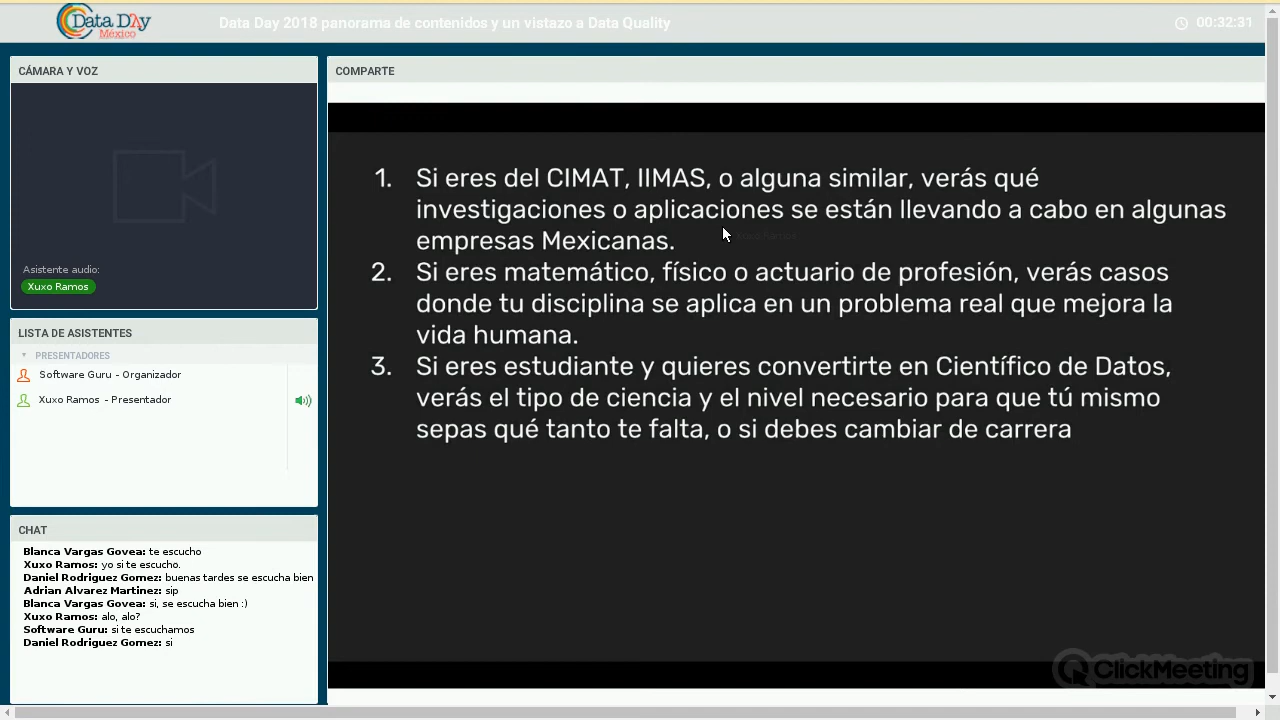 Data Day
México
Data Day 2018 panorama de contenidos y un vistazo a Data Quality
00:32:31
CÁMARA Y VOZ
Asistente audio:
Xuxo Ramos
LISTA DE ASISTENTES
PRESENTADORES
Software Guru - Organizador
Xuxo Ramos - Presentador
CHAT
Blanca Vargas Govea: te escucho
Xuxo Ramos: yo si te escucho.
Daniel Rodriguez Gomez: buenas tardes se escucha bien
Adrian Alvarez Martinez: sip
Blanca Vargas Govea: si, se escucha bien :)
Xuxo Ramos: alo, alo?
Software Guru: si te escuchamos
Daniel Rodriguez Gomez: si
COMPARTE
1. Si eres del CIMAT, IIMAS, o alguna similar, verás qué
investigaciones o aplicaciones se están llevando a cabo en algunas
empresas Mexicanas.
Xuxo Ramos
2. Si eres matemático, físico o actuario de profesión, verás casos
donde tu disciplina se aplica en un problema real que mejora la
vida humana.
3. Si eres estudiante y quieres convertirte en Científico de Datos,
verás el tipo de ciencia y el nivel necesario para que tú mismo
sepas qué tanto te falta, o si debes cambiar de carrera
ClickMeeting